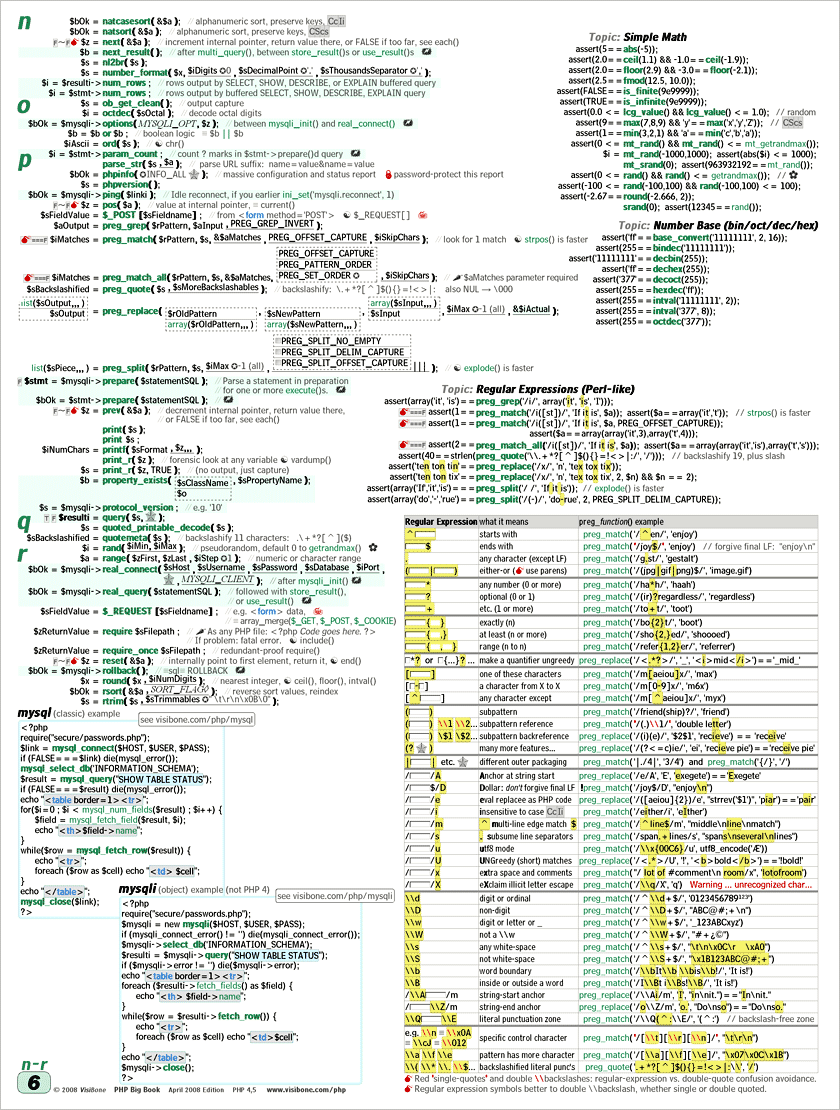 n
$bOk = natcasesort( &$a ); // alphanumeric sort, preserve keys, CcIi
$bOk = natsort( &$a ); // alphanumeric sort, preserve keys, CScs
F~F $z = next( &$a ); // increment internal pointer, return value there, or FALSE if too far, see each()
$b = next_result( ); // after multi_query(), between store_result() or use_result()
$s = nl2br( $s );
$s = number_format( $x, $iDigits 0, $sDecimalPoint '.', $sThousandsSeparator ',' );
$i = $result-> num_rows ; // rows output by SELECT, SHOW, DESCRIBE, or EXPLAIN buffered query
$i = $stmt-> num_rows ; // rows output by buffered SELECT, SHOW, DESCRIBE, EXPLAIN query
o
$s = ob_get_clean( ); // output capture
$i = octdec( $sOctal ); // decode octal digits
$bOk = $mysqli-> options( MYSQLI_OPT, $z ); // between mysqli_init() and real_connect()
$b = $b or $b ; // boolean logic = $b || $b
$iAscii = ord( $s ); // chr()
p
$i = $stmt-> param_count ; // count ? marks in $stmt->prepare()d query
parse_str( $s, $a ); // parse URL suffix: name=value&name=value
$bOk = phpinfo( INFO_ALL ); // massive configuration and status report password-protect this report
$s = phpversion( );
$bOk = $mysqli-> ping( $linki ); // Idle reconnect, if you earlier ini_set('mysqli.reconnect', 1)
F~F $z = pos( $a ); // value at internal pointer, = current()
$sFieldValue = $_POST [$sFieldname] ; // from <form method='POST'> $_REQUEST[ ]
$aOutput = preg_grep( $rPattern, $aInput, PREG_GREP_INVERT );
===F $iMatches = preg_match( $rPattern, $s, &$aMatches, PREG_OFFSET_CAPTURE, $iSkipChars ); // look for 1 match strpos() is faster
PREG_OFFSET_CAPTURE
PREG_PATTERN_ORDER
===F $iMatches = preg_match_all( $rPattern, $s, &$aMatches, PREG_SET_ORDER, $iSkipChars ); // $aMatches parameter required
$sBackslashified = preg_quote( $s, $sMoreBackslashables ); // backslashify: \.+*?[^]$(){}=!<>|: also NUL → \000
list($sOutput,,, )
$sOutput = preg_replace( $rOldPattern, $sNewPattern, array($sInput,,, ) $sInput, $iMax -1 (all), &$iActual );
array($rOldPattern,,, ) array($sNewPattern,,, )
PREG_SPLIT_NO_EMPTY
PREG_SPLIT_DELIM_CAPTURE
list($sPiece,,, ) = preg_split( $rPattern, $s, $iMax -1 (all), PREG_SPLIT_OFFSET_CAPTURE ||| ); // explode() is faster
F $stmt = $mysqli-> prepare( $statementSQL ); // Parse a statement in preparation
// for one or more execute()s.
$bOk = $stmt-> prepare( $statementSQL ); //
F~F $z = prev( &$a ); // decrement internal pointer, return value there,
// or FALSE if too far, see each()
print( $s );
print $s ;
$iNumChars = printf( $sFormat, $z,,, );
print_r( $z ); // forensic look at any variable vardump()
$s = print_r( $z, TRUE ); // (no output, just capture)
$b = property_exists( $sClassName, $sPropertyName );
$o
$s = $mysqli-> protocol_version ; // e.g. '10'
q
T F $result = query( $s, );
$s = quoted_printable_decode( $s );
$sBackslashified = quotemeta( $s ); // backslashify 11 characters: .\+*?[^]($)
r
$i = rand( $iMin, $iMax ); // pseudorandom, default 0 to getrandmax()
$a = range( $zFirst, $zLast, $iStep 1 ); // numeric or character range
$bOk = $mysqli-> real_connect( $sHost, $sUsername, $sPassword, $sDatabase, $iPort,
, MYSQLI_CLIENT ); // after mysqli_init()
$bOk = $mysqli-> real_query( $statementSQL ); // followed with store_result(),
// or use_result()
$sFieldValue = $_REQUEST [$sFieldname] ; // e.g. <form> data,
// = array_merge($_GET, $_POST, $_COOKIE)
$zReturnValue = require $sFilepath ; // As any PHP file: <?php Code goes here. ?>
// If problem: fatal error. include()
$zReturnValue = require_once $sFilepath ; // redundant-proof require()
F~F $z = reset( &$a ); // internally point to first element, return it, end()
$bOk = $mysqli-> rollback( ); // =sql= ROLLBACK
$x = round( $x, $iNumDigits ); // nearest integer, ceil(), floor(), intval()
$bOk = rsort( &$a, SORT_FLAG ); // reverse sort values, reindex
$s = rtrim( $s, $sTrimmables ' \t\r\n\x0B\0' );
mysql (classic) example
see visibone.com/php/mysql
<?php
require("secure/passwords.php");
$link = mysql_connect($HOST, $USER, $PASS);
if (FALSE===$link) die(mysql_error());
mysql_select_db('INFORMATION_SCHEMA');
$result = mysql_query("SHOW TABLE STATUS");
if (FALSE===$result) die(mysql_error());
echo "<table border=1><tr>";
for($i=0 ; $i < mysql_num_fields($result) ; $i++) {
$field = mysql_fetch_field($result, $i);
echo "<th>$field->name";
}
while($row = mysql_fetch_row($result)) {
echo "<tr>";
foreach ($row as $cell) echo "<td>$cell";
}
echo "</table>";
mysql_close($link);
?>
mysqli (object) example (not PHP 4)
see visibone.com/php/mysqli
<?php
require("secure/passwords.php");
$mysqli = new mysqli($HOST, $USER, $PASS);
if (mysqli_connect_error() != '') die(mysqli_connect_error());
$mysqli->select_db('INFORMATION_SCHEMA');
$result = $mysqli->query("SHOW TABLE STATUS");
if ($mysqli->error != '') die($mysqli->error);
echo "<table border=1><tr>";
foreach ($result->fetch_fields() as $field) {
echo "<th>$field->name";
}
while($row = $result->fetch_row()) {
echo "<tr>";
foreach ($row as $cell) echo "<td>$cell";
}
echo "</table>";
$mysqli->close();
?>
n-r
6
© 2008 VisiBone PHP Big Book April 2008 Edition PHP 4,5 www.visibone.com/php
Topic: Simple Math
assert(5 == abs(-5));
assert(2.0 == ceil(1.1) && -1.0 == ceil(-1.9));
assert(2.0 == floor(2.9) && -3.0 == floor(-2.1));
assert(2.5 == fmod(12.5, 10.0));
assert(FALSE == is_finite(9e9999));
assert(TRUE == is_infinite(9e9999));
assert(0.0 <= lcg_value() && lcg_value() <= 1.0); // random
assert(9 == max(7,8,9) && 'y' == max('x','y','Z')); // CScs
assert(1 == min(3,2,1) && 'a' == min('c','b','a'));
assert(0 <= mt_rand() && mt_rand() <= mt_getrandmax());
$i = mt_rand(-1000,1000); assert(abs($i) <= 1000);
mt_srand(0); assert(963932192 == mt_rand());
assert(0 <= rand() && rand() <= getrandmax()); //
assert(-100 <= rand(-100,100) && rand(-100,100) <= 100);
assert(-2.67 == round(-2.666, 2));
srand(0); assert(12345 == rand());
Topic: Number Base (bin/oct/dec/hex)
assert('ff' == base_convert('11111111', 2, 16));
assert(255 == bindec('11111111'));
assert('11111111' == decbin(255));
assert('ff' == dechex(255));
assert('377' == decoct(255));
assert(255 == hexdec('ff'));
assert(255 == intval('11111111', 2));
assert(255 == intval('377', 8));
assert(255 == octdec('377'));
Topic: Regular Expressions (Perl-like)
assert(array('it', 'is') == preg_grep('/i/', array('it', 'is', 'I')));
===F assert(1 == preg_match('/i([st])/', 'If it is', $a)); assert($a == array('it','t')); // strpos() is faster
===F assert(1 == preg_match('/i([st])/', 'If it is', $a, PREG_OFFSET_CAPTURE));
assert($a == array(array('it',3),array('t',4)));
===F assert(2 == preg_match_all('/i([st])/', 'If it is', $a)); assert($a == array(array('it','is'),array('t','s')));
assert(40 == strlen(preg_quote('\\.+*?[^]$(){}=!<>|:/','/'))); // backslashify 19, plus slash
assert('ten ton tin' == preg_replace('/x/', 'n', 'tex tox tix'));
assert('ten ton tix' == preg_replace('/x/', 'n', 'tex tox tix', 2, $n) && $n == 2);
assert(array('If','it','is') == preg_split('/ /', 'If it is')); // explode() is faster
assert(array('do','-','rue') == preg_split('/(-)/', 'do-rue', 2, PREG_SPLIT_DELIM_CAPTURE));
Regular Expression what it means preg_function() example
^ starts with preg_match('/^en/', 'enjoy')
$ ends with preg_match('/joy$/', 'enjoy') // forgive final LF: "enjoy\n"
. any character (except LF) preg_match('/g.st/', 'gestalt')
( | ) either-or ( use parens) preg_match('/(jpg|gif|png)$/', 'image.gif')
* any number (0 or more) preg_match('/ha*h/', 'haah')
? optional (0 or 1) preg_match('/(ir)?regardless/', 'regardless')
+ etc. (1 or more) preg_match('/to+t/', 'toot')
{ } exactly (n) preg_match('/bo{2}t/', 'boot')
{ , } at least (n or more) preg_match('/sho{2,}ed/', 'shoooed')
{ , } range (n to n) preg_match('/refer{1,2}er/', 'referrer')
*? or {...}? ... make a quantifier ungreedy preg_replace('/<.*?>/', '_', '<i>mid</i>') == '_mid_'
[ ] one of these characters preg_match('/m[aeiou]x/', 'max')
[ - ] a character from X to X preg_match('/m[0-9]x/', 'm6x')
[^ ] any character except preg_match('/m[^aeiou]x/', 'mrx')
( ) subpattern preg_match('/friend(ship)?/', 'friend')
( ) \\1 \\2... subpattern reference preg_match("/(.)\\1/", 'double letter')
( ) \$1 \$2... subpattern backreference preg_replace('/(i)(e)/', '$2$1', 'recieve') == 'receive'
(? many more features... preg_match('/(?<=c)ie/', 'ei', 'recieve pie') == 'receive pie'
| | etc. different outer packaging preg_match('|./4|', '3/4') and preg_match('{/}', '/')
/ /A Anchor at string start preg_replace('/e/A', 'E', 'exegete') == 'Exegete'
/ $/D Dollar: don't forgive final LF !preg_match('/joy$/D', "enjoy\n")
/ /e eval replace as PHP code preg_replace('/([aeiou]{2})/e', "strrev('$1')", 'piar') == 'pair'
/ /i insensitive to case CcIi preg_match('/either/i', 'eIther')
/ /m ^ multi-line edge match $ preg_match('/^line$/m', "middle\nline\nmatch")
/ /s . subsume line separators preg_match('/span.+lines/s', "spans\nseveral\nlines")
/ /u utf8 mode preg_match('/\\x{00C6}/u', utf8_encode('Æ'))
/ /U UNGreedy (short) matches preg_replace('/<.*>/U', '!', '<b>bold</b>') == '!bold!'
/ /x extra space and comments preg_match('/ lot of #comment\n room/x', 'lotofroom')
/ /X eXclaim illicit letter escape preg_match('/\\q/X', 'q') Warning ... unrecognized char...
\\d digit or ordinal preg_match('/^\\d+$/', '0123456789¹²³')
\\D non-digit preg_match('/^\\D+$/', "ABC@#;+\n")
\\w digit or letter or _ preg_match('/^\\w+$/', '_123ABCxyz')
\\W not a \\w preg_match('/^\\W+$/', "#+¿©")
\\s any white-space preg_match('/^\\s+$/', "\t\n\x0C\r \xA0")
\\S not white-space preg_match('/^\\S+$/', "\x1B123ABC@#;+")
\\b word boundary preg_match('/\\bIt\\b \\bis\\b!/', 'It is!')
\\B inside or outside a word preg_match('/I\\Bt i\\Bs!\\B/', 'It is!')
/\\A /m string-start anchor preg_replace('/\\Ai/m', 'I', "in\nit.") == "In\nit."
/ \\Z/m string-end anchor preg_replace('/o\\Z/m', 'o.', "Do\nso") == "Do\nso."
\\Q \\E literal punctuation zone preg_match('/\\Q(^:\\E/', '(^:') // backslash-free zone
e.g. \\n = \\x0A = \\cJ = \\012 specific control character preg_match("/[\\t][\\r][\\n]/", "\t\r\n")
\\a \\f \\e pattern has more character preg_match('/[\\a][\\f][\\e]/', "\x07\x0C\x1B")
\\( \\\\ \\*. \\$... backslashified literal punc's preg_quote('.+*?[^]$(){}=!<>|:\\', '/')
Red "single-quotes" and double \\backslashes: regular-expression vs. double-quote confusion avoidance.
Regular expression symbols better to double \\backslash, whether single or double quoted.